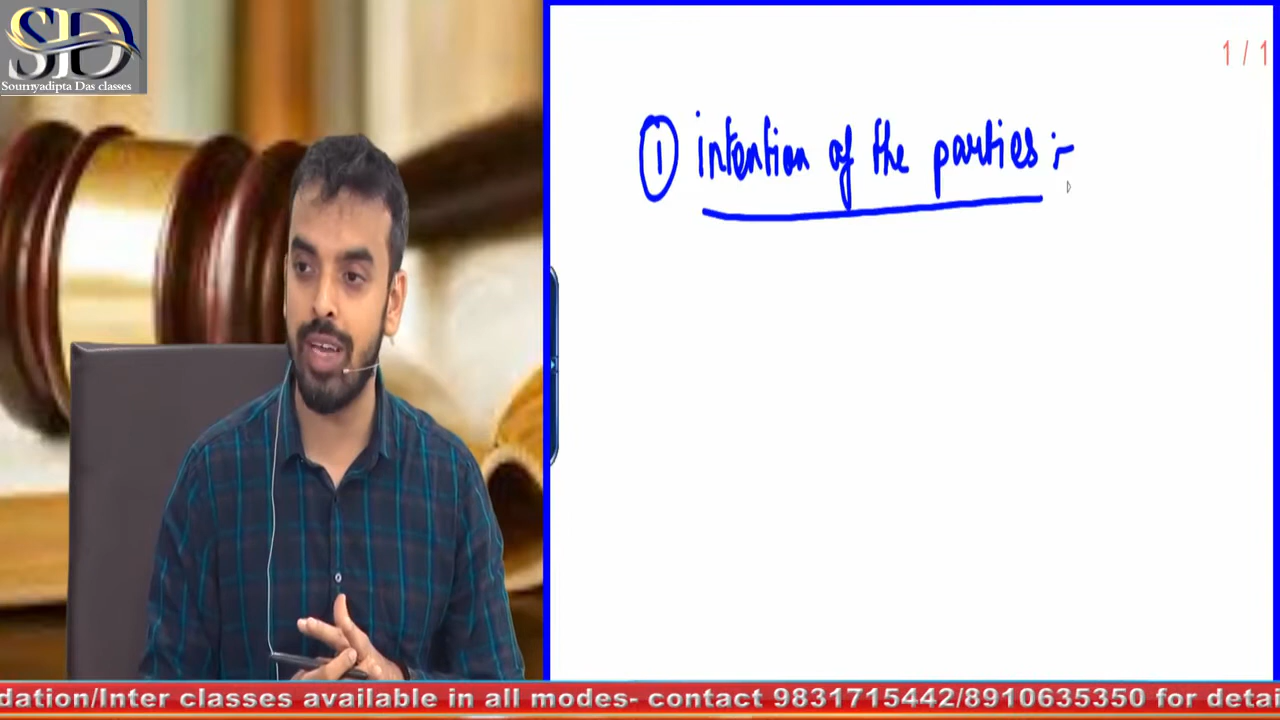 SD
Soumyadipta Das classes
1 / 1
① intention of the parties :-
dation/Inter classes available in all modes- contact 9831715442/8910635350 for detai